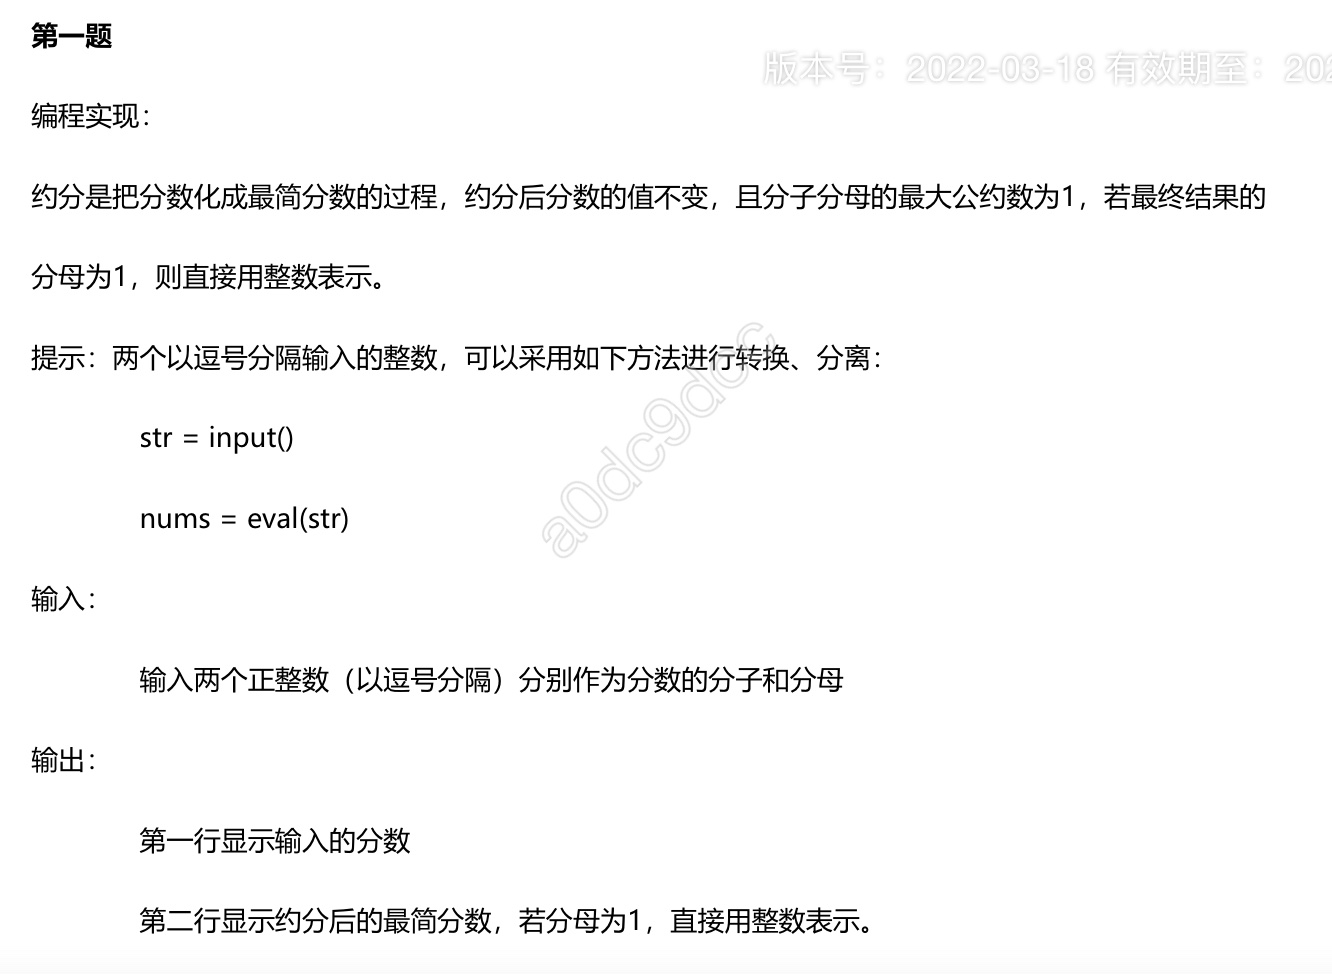 第一题
版本号：2022-03-18 有效期至：202
编程实现：
约分是把分数化成最简分数的过程，约分后分数的值不变，且分子分母的最大公约数为1，若最终结果的
分母为1，则直接用整数表示。
提示：两个以逗号分隔输入的整数，可以采用如下方法进行转换、分离：
str = input()
nums = eval(str)
a0dc9dcc
输入：
输入两个正整数（以逗号分隔）分别作为分数的分子和分母
输出：
第一行显示输入的分数
第二行显示约分后的最简分数，若分母为1，直接用整数表示。